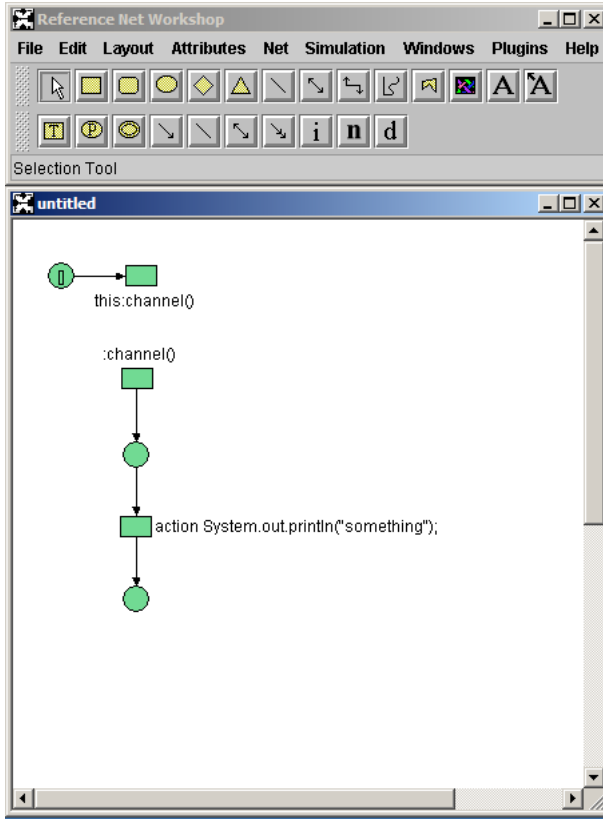 Reference Net Workshop
File Edit Layout Attributes Net Simulation Windows Plugins Help
A A
T P i n d
Selection Tool
untitled
[]
this:channel()
:channel()
action System.out.println("something");